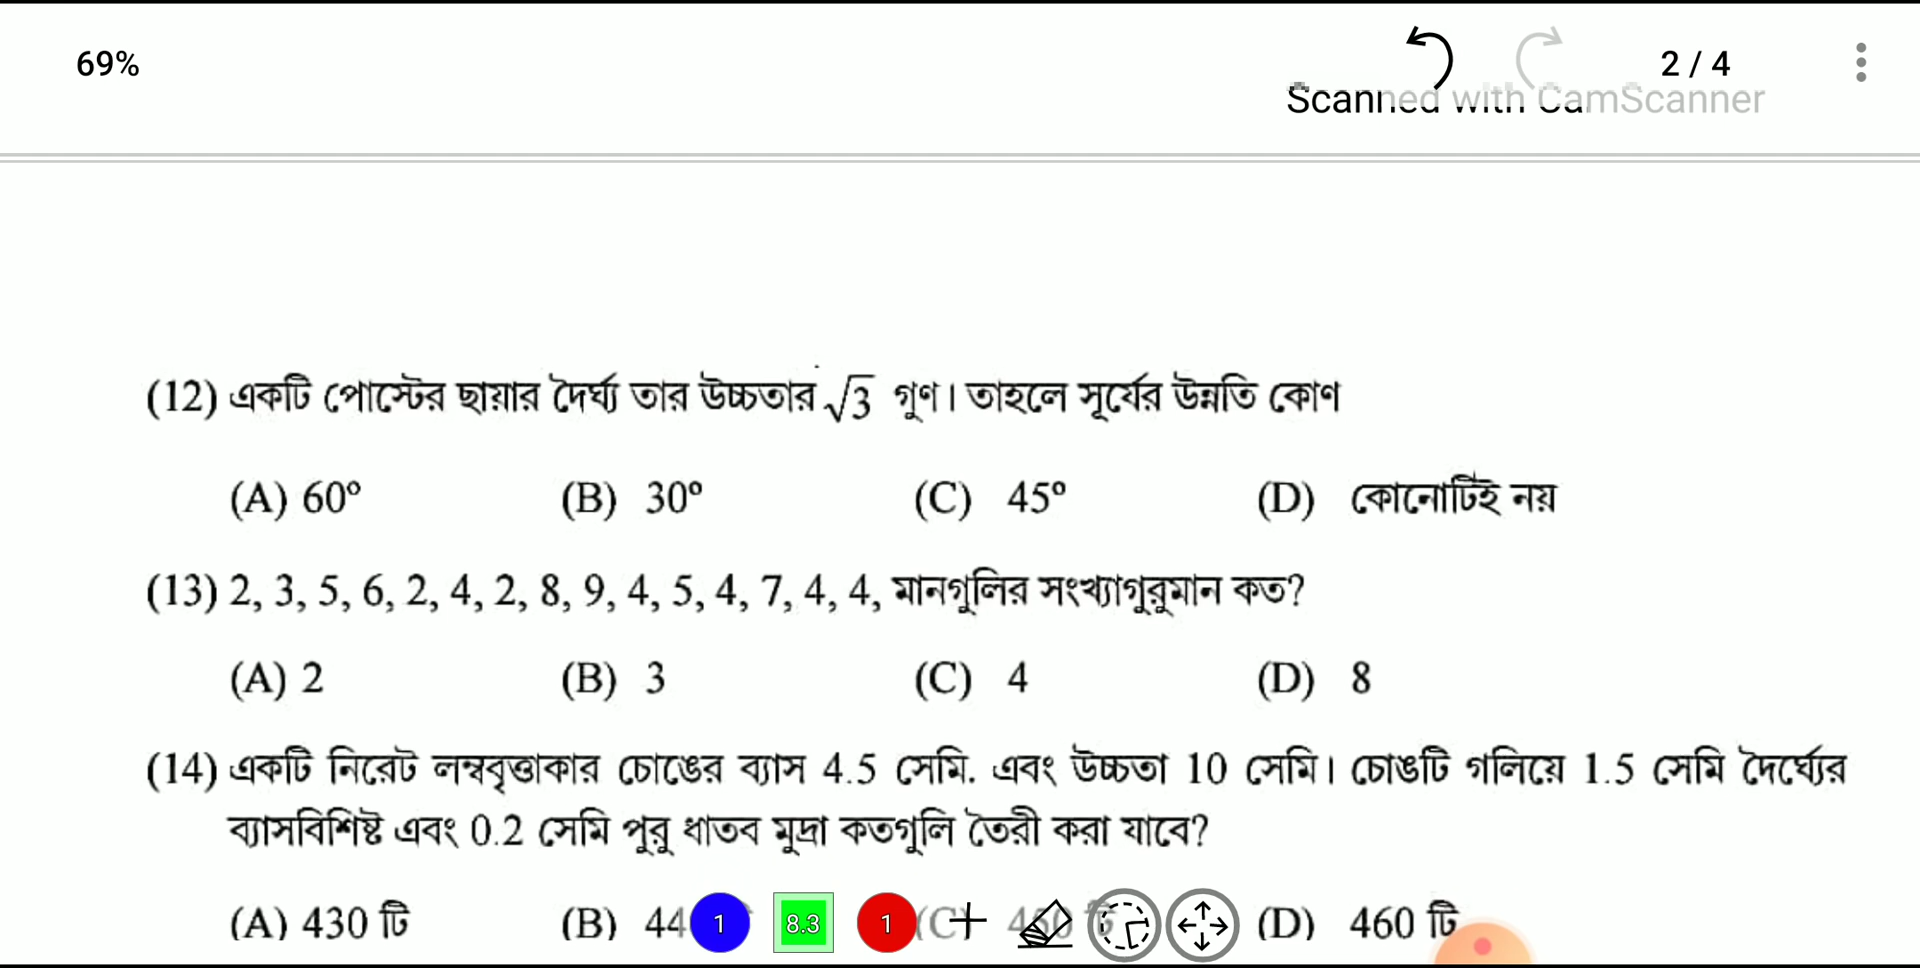 69%
2 / 4
Scanned with CamScanner
(12) একটি পোস্টের ছায়ার দৈর্ঘ্য তার উচ্চতার √3 গুণ। তাহলে সূর্যের উন্নতি কোণ
(A) 60° (B) 30° (C) 45° (D) কোনোটিই নয়
(13) 2, 3, 5, 6, 2, 4, 2, 8, 9, 4, 5, 4, 7, 4, 4, মানগুলির সংখ্যাগুরুমান কত?
(A) 2 (B) 3 (C) 4 (D) 8
(14) একটি নিরেট লম্ববৃত্তাকার চোঙের ব্যাস 4.5 সেমি. এবং উচ্চতা 10 সেমি। চোঙটি গলিয়ে 1.5 সেমি দৈর্ঘ্যের
ব্যাসবিশিষ্ট এবং 0.2 সেমি পুরু ধাতব মুদ্রা কতগুলি তৈরী করা যাবে?
(A) 430 টি (B) 44 1 8.3 1 (C) (D) 460 টি